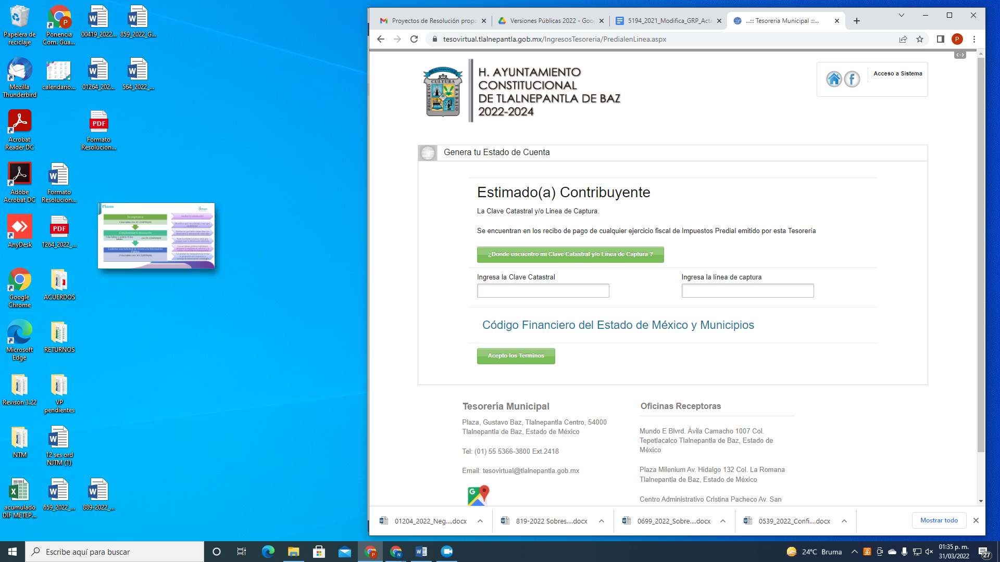 Papelera de reciclaje
Ponencia Com. Gua...
00419_2022...
859_2022_G...
Mozilla Thunderbird
calendario...
01264_202...
564_2022_...
Acrobat Reader DC
PDF
Formato Resolucion...
Adobe Acrobat DC
Formato Resolucion...
AnyDesk
PDF
1264_2022_...
Google Chrome
ACUERDOS
Microsoft Edge
RETURNOS
Revisón 3.22
VP pendientes
NTM
12 ses ord NJTM (1)
acumulado DIF METEP...
659_2022_...
889-2022_...
Plazos
Proyectos de Resolución propu
Versiones Públicas 2022 - Goo
5194_2021_Modifica_GRP_Acta
...::: Tesoreria Municipal :::...
tesovirtual.tlalnepantla.gob.mx/IngresosTesoreria/PredialenLinea.aspx
P
TLALNEPANTLA
CULTURA
PROGRESO
TRABAJO
H. AYUNTAMIENTO
CONSTITUCIONAL
DE TLALNEPANTLA DE BAZ
2022-2024
Acceso a Sistema
Genera tu Estado de Cuenta
Estimado(a) Contribuyente
La Clave Catastral y/o Linea de Captura.
Se encuentran en los recibo de pago de cualquier ejercicio fiscal de Impuestos Predial emitido por esta Tesorería
¿Donde encuentro mi Clave Catastral y/o Línea de Captura ?
Ingresa la Clave Catastral
Ingresa la línea de captura
Código Financiero del Estado de México y Municipios
Acepto los Terminos
Tesorería Municipal
Plaza, Gustavo Baz, Tlalnepantla Centro, 54000
Tlalnepantla de Baz, Estado de México
Tel: (01) 55 5366-3800 Ext.2418
Email: tesovirtual@tlalnepantla.gob.mx
Oficinas Receptoras
Mundo E Blvrd. Ávila Camacho 1007 Col.
Tepetlacalco Tlalnepantla de Baz, Estado de
México
Plaza Milenium Av. Hidalgo 132 Col. La Romana
Tlalnepantla de Baz, Estado de México
Centro Administrativo Cristina Pacheco Av. San
01204_2022_Neg....docx
819-2022 Sobres....docx
0699_2022_Sobre....docx
0539_2022_Confi....docx
Mostrar todo
Escribe aquí para buscar
24°C Bruma
01:35 p. m.
31/03/2022
27